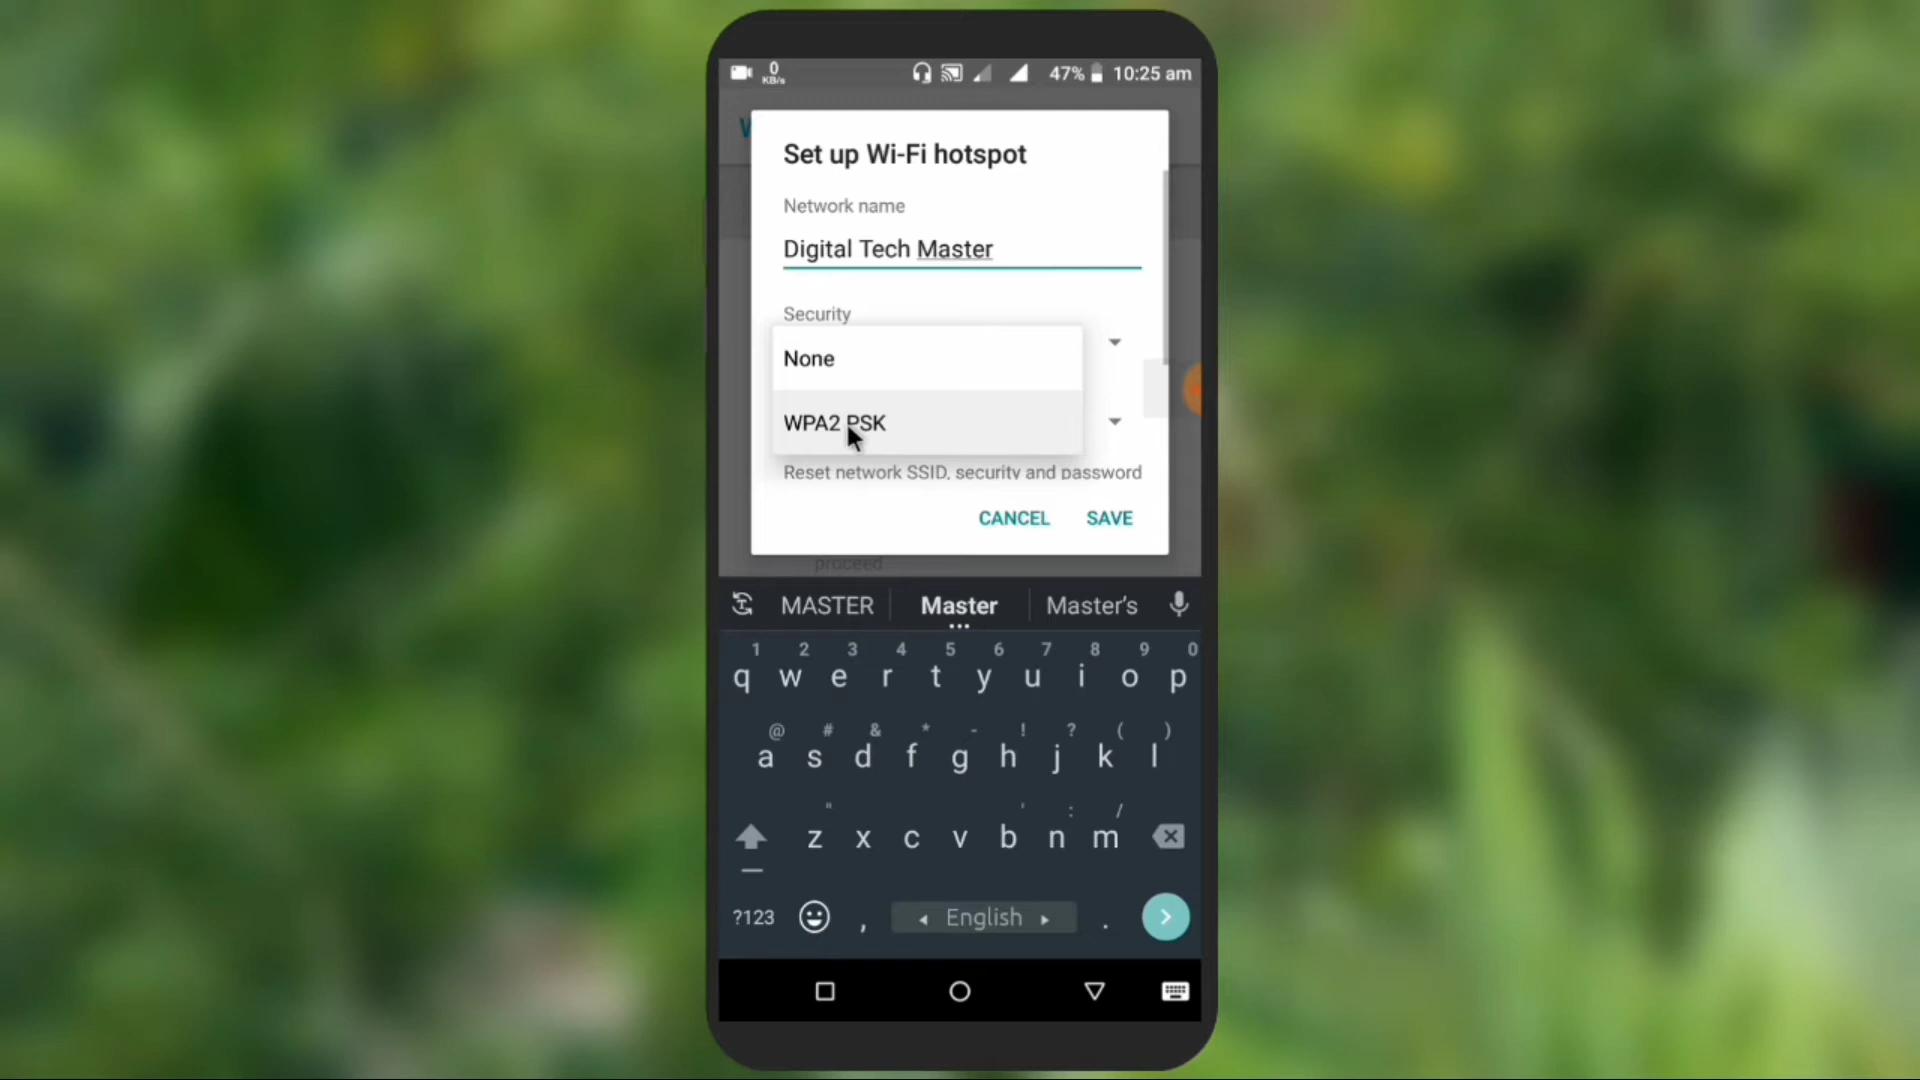 0
KB/s
47%
10:25 am
W
Set up Wi-Fi hotspot
Network name
Digital Tech Master
Security
None
WPA2 PSK
Reset network SSID, security and password
CANCEL
SAVE
proceed
MASTER
Master
Master's
1 2 3 4 5 6 7 8 9 0
q w e r t y u i o p
@ # & * - ! ? ( )
a s d f g h j k l
" ' : /
z x c v b n m
?123 , English .